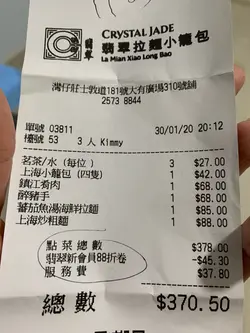 CRYSTAL JADE
翡翠
翡翠拉麵小籠包
La Mian Xiao Long Bao
灣仔莊士敦道181號大有廣場310號舖
2573 8844
單號 03811 30/01/20 20:12
檯號 53 3 人 Kimmy
茗茶/水 (每位) 3 $27.00
上海小籠包 (四隻) 1 $42.00
鎮江肴肉 1 $68.00
醉豬手 1 $68.00
蕃茄魚湯海鮮拉麵 1 $85.00
上海炒粗麵 1 $88.00
點菜總數 $378.00
翡翠新會員88折卷 -$45.30
服務費 $37.80
總數 $370.50